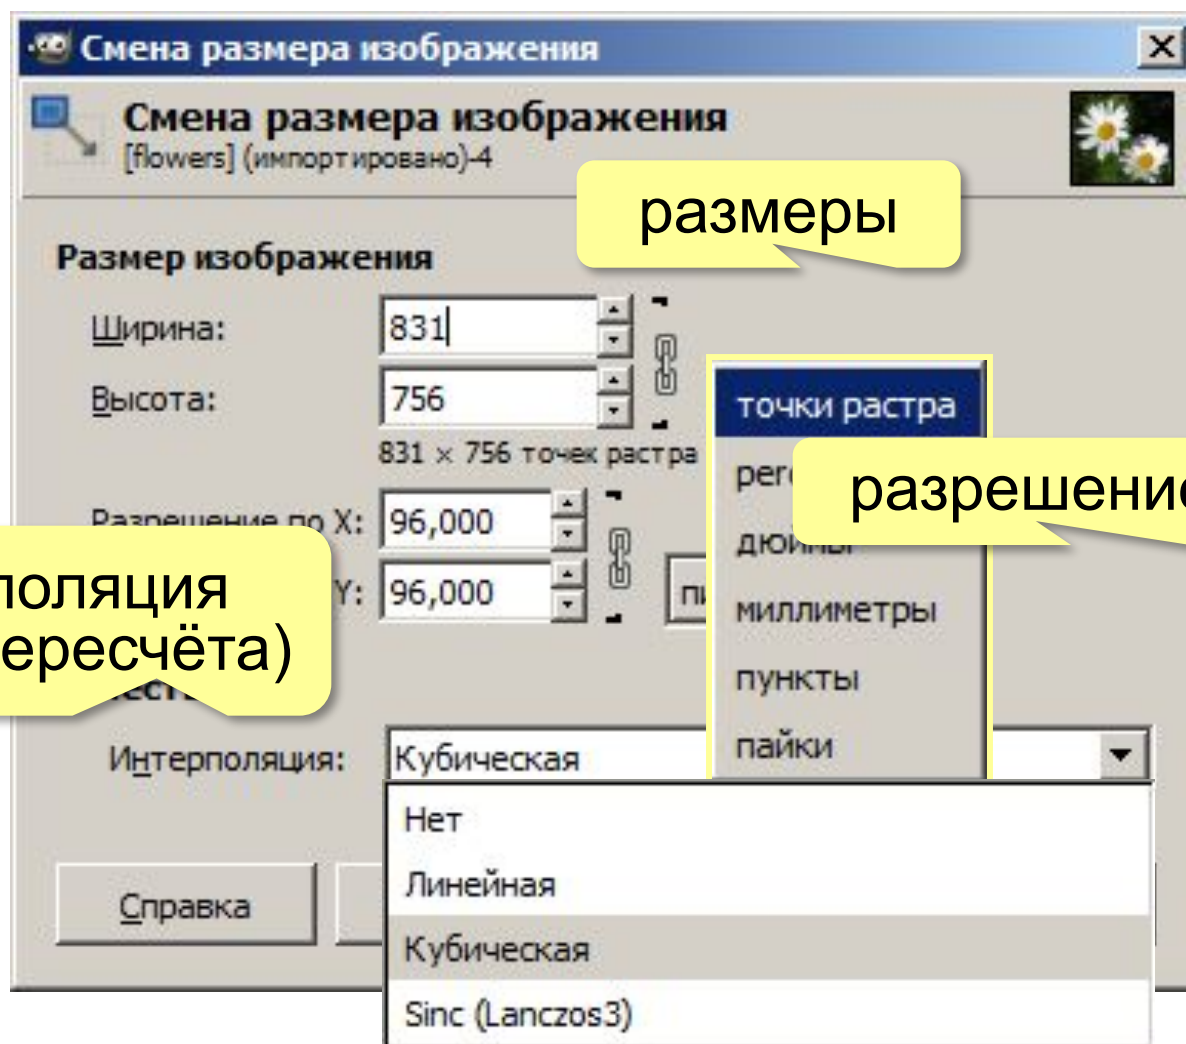 Смена размера изображения
Смена размера изображения
[flowers] (импортировано)-4
размеры
Размер изображения
Ширина: 831
Высота: 756
831 × 756 точек растра
точки растра
разрешение
дюймы
миллиметры
пункты
пайки
Разрешение по X: 96,000
Y: 96,000
Интерполяция: Кубическая
Нет
Линейная
Кубическая
Sinc (Lanczos3)
Справка